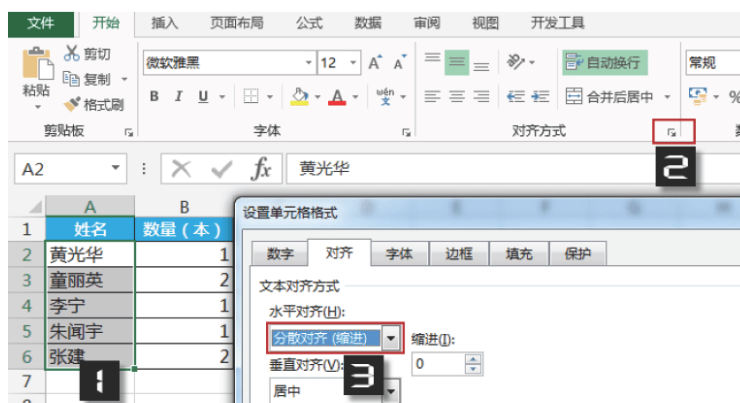 文件 开始 插入 页面布局 公式 数据 审阅 视图 开发工具
剪切
微软雅黑 12 A A 自动换行 常规
复制
粘贴
格式刷 B I U A wén 文 合并后居中 %
剪贴板 字体 对齐方式
2
A2 fx 黄光华
A B
设置单元格格式
1 姓名 数量（本）
2 黄光华 1
数字 对齐 字体 边框 填充 保护
3 童丽英 2
文本对齐方式
4 李宁 1
水平对齐(H):
5 朱闻宇 1
分散对齐 (缩进) 缩进(I):
6 张建 2
垂直对齐(V): 0
1 3
7
居中